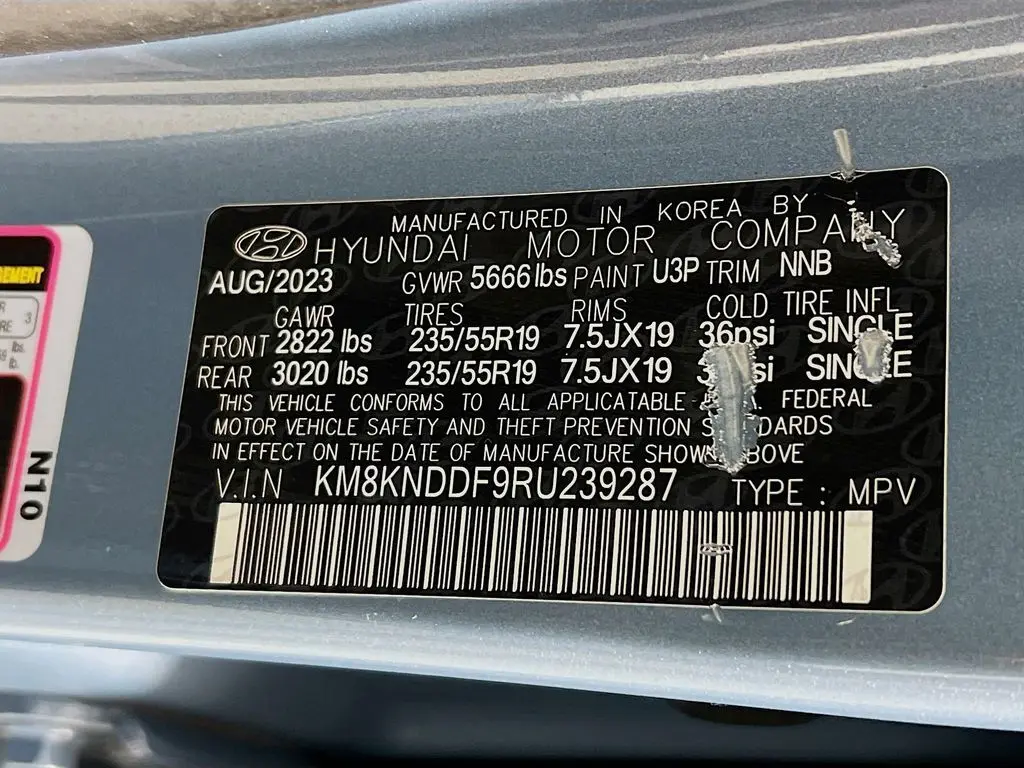 MANUFACTURED IN KOREA BY
HYUNDAI MOTOR COMPANY
AUG/2023 GVWR 5666 lbs PAINT U3P TRIM NNB
GAWR TIRES RIMS COLD TIRE INFL
FRONT 2822 lbs 235/55R19 7.5JX19 36psi SINGLE
REAR 3020 lbs 235/55R19 7.5JX19 SINGLE
THIS VEHICLE CONFORMS TO ALL APPLICATABLE FEDERAL
MOTOR VEHICLE SAFETY AND THEFT PREVENTION STANDARDS
IN EFFECT ON THE DATE OF MANUFACTURE SHOWN ABOVE
V.I.N KM8KNDDF9RU239287 TYPE : MPV
3
lbs.
N10